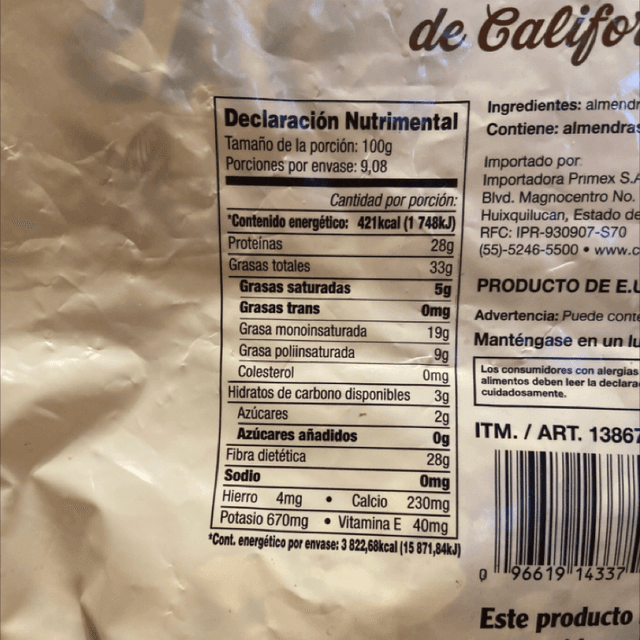 de Califo
Declaración Nutrimental
Tamaño de la porción: 100g
Porciones por envase: 9,08
Cantidad por porción:
*Contenido energético: 421kcal (1 748kJ)
Proteínas 28g
Grasas totales 33g
Grasas saturadas 5g
Grasas trans 0mg
Grasa monoinsaturada 19g
Grasa poliinsaturada 9g
Colesterol 0mg
Hidratos de carbono disponibles 3g
Azúcares 2g
Azúcares añadidos 0g
Fibra dietética 28g
Sodio 0mg
Hierro 4mg • Calcio 230mg
Potasio 670mg • Vitamina E 40mg
*Cont. energético por envase: 3 822,68kcal (15 871,84kJ)
Ingredientes: almendr
Contiene: almendras
Importado por:
Importadora Primex S.A
Blvd. Magnocentro No.
Huixquilucan, Estado de
RFC: IPR-930907-S70
(55)-5246-5500 • www.c
PRODUCTO DE E.U
Advertencia: Puede conte
Manténgase en un lu
Los consumidores con alergias
alimentos deben leer la declara
cuidadosamente.
ITM. / ART. 13867
0 96619 14337
Este producto